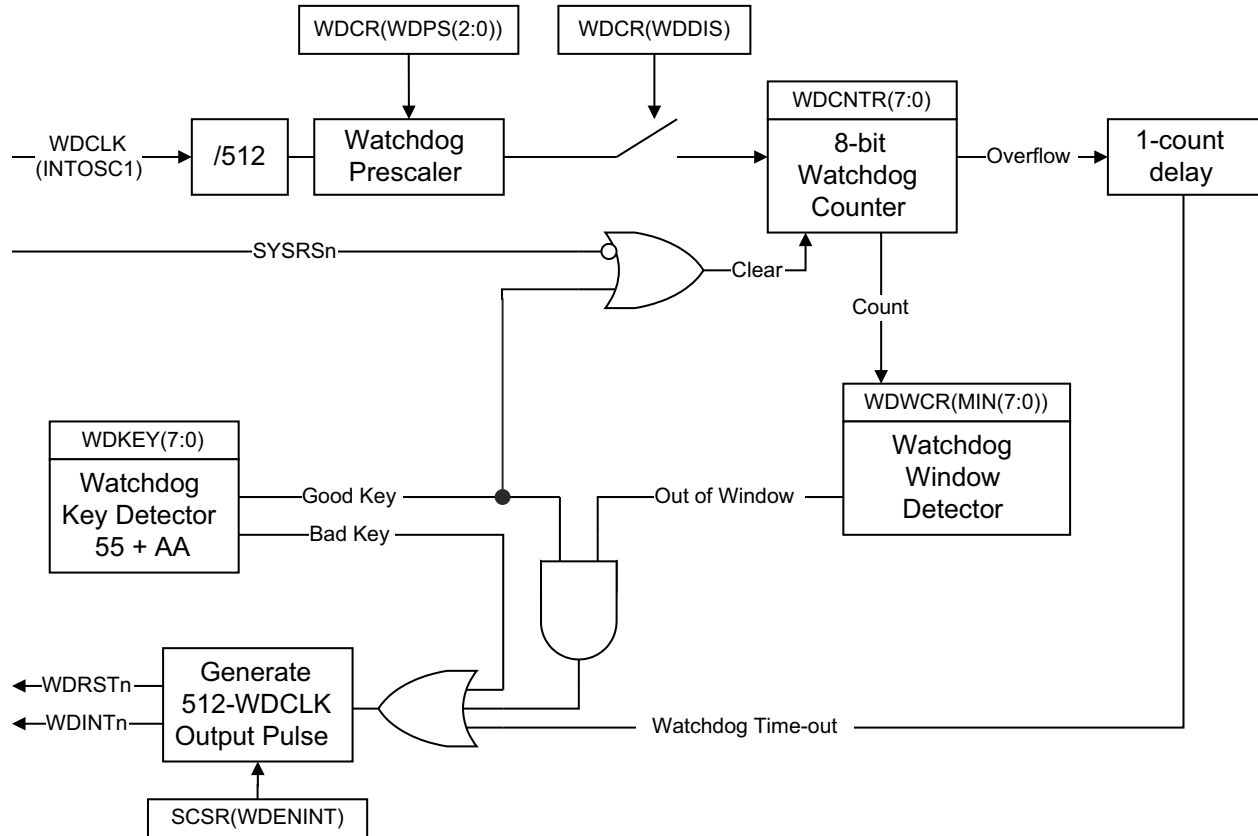 WDCR(WDPS(2:0))
WDCR(WDDIS)
WDCNTR(7:0)
WDCLK
(INTOSC1)
/512
Watchdog
Prescaler
8-bit
Watchdog
Counter
Overflow
1-count
delay
SYSRSn
Clear
Count
WDWCR(MIN(7:0))
Watchdog
Window
Detector
WDKEY(7:0)
Watchdog
Key Detector
55 + AA
Good Key
Bad Key
Out of Window
WDRSTn
WDINTn
Generate
512-WDCLK
Output Pulse
Watchdog Time-out
SCSR(WDENINT)